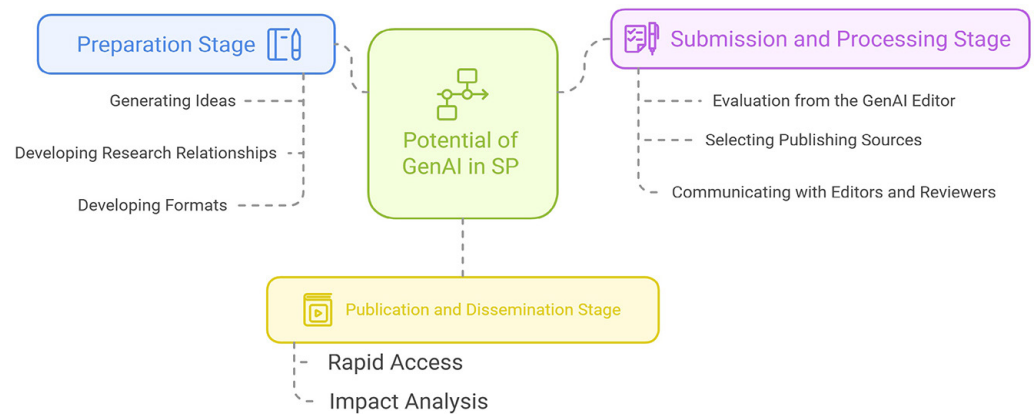 Preparation Stage
Generating Ideas
Developing Research Relationships
Developing Formats
Potential of
GenAI in SP
Submission and Processing Stage
Evaluation from the GenAI Editor
Selecting Publishing Sources
Communicating with Editors and Reviewers
Publication and Dissemination Stage
Rapid Access
Impact Analysis